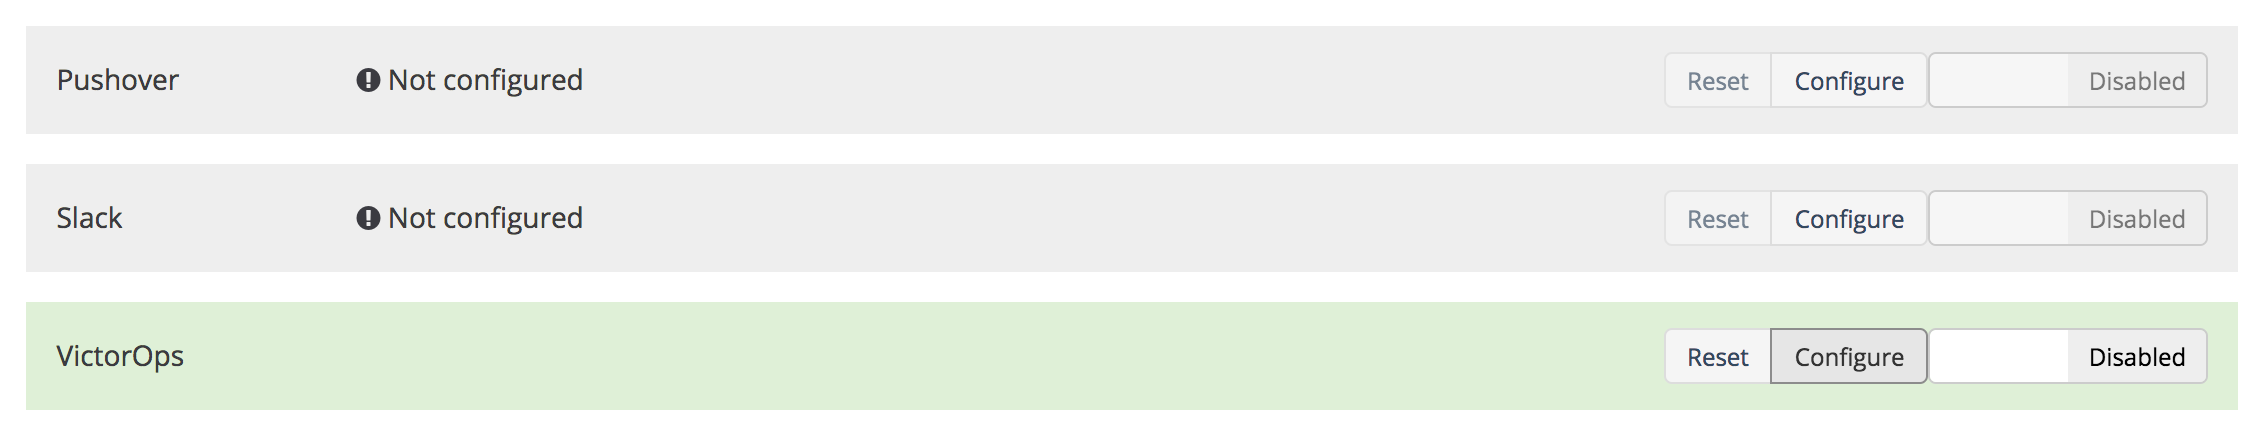 Pushover Not configured Reset Configure Disabled
Slack Not configured Reset Configure Disabled
VictorOps Reset Configure Disabled